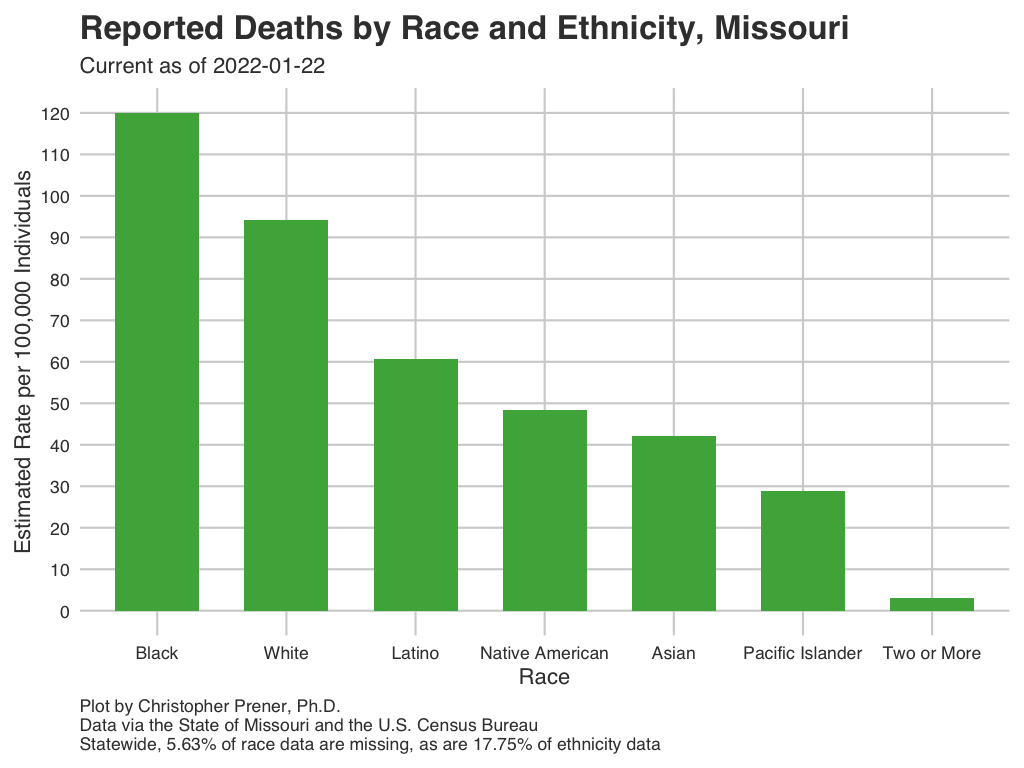 Reported Deaths by Race and Ethnicity, Missouri
Current as of 2022-01-22
Estimated Rate per 100,000 Individuals
120
110
100
90
80
70
60
50
40
30
20
10
0
Black White Latino Native American Asian Pacific Islander Two or More
Race
Plot by Christopher Prener, Ph.D.
Data via the State of Missouri and the U.S. Census Bureau
Statewide, 5.63% of race data are missing, as are 17.75% of ethnicity data